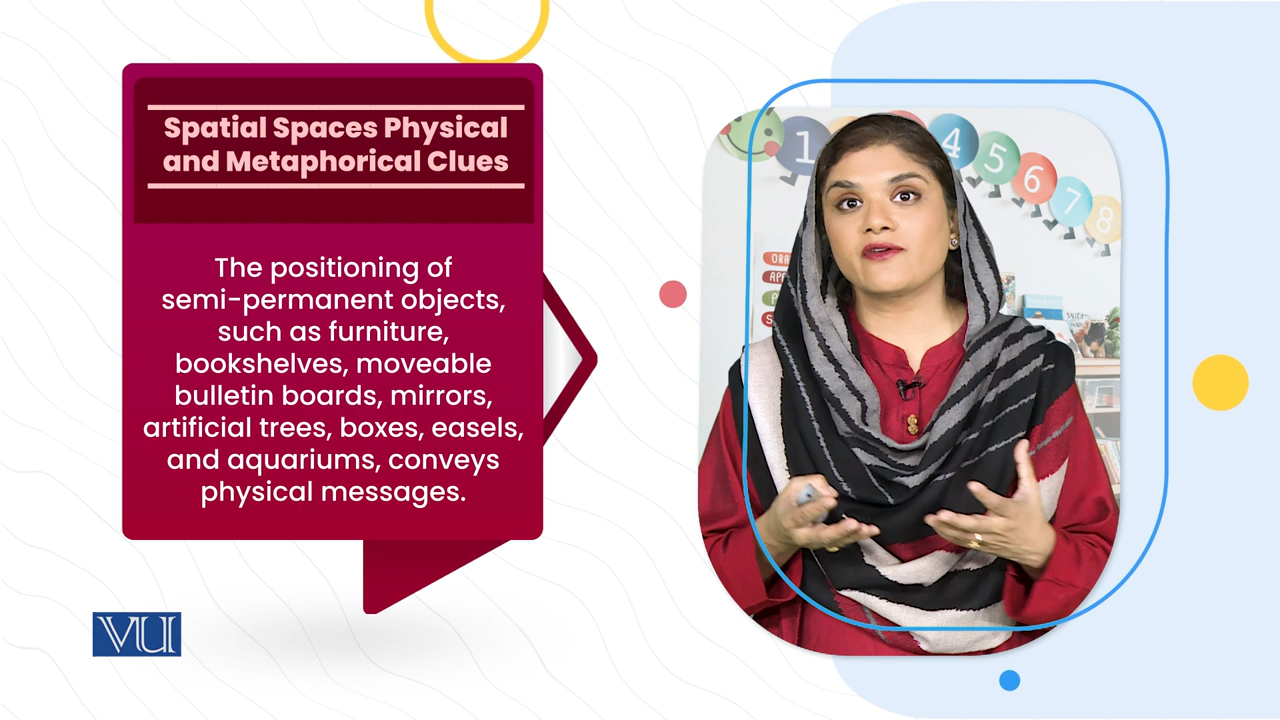 Spatial Spaces Physical
and Metaphorical Clues
The positioning of
semi-permanent objects,
such as furniture,
bookshelves, moveable
bulletin boards, mirrors,
artificial trees, boxes, easels,
and aquariums, conveys
physical messages.
VU
1 4 5 6 7 8